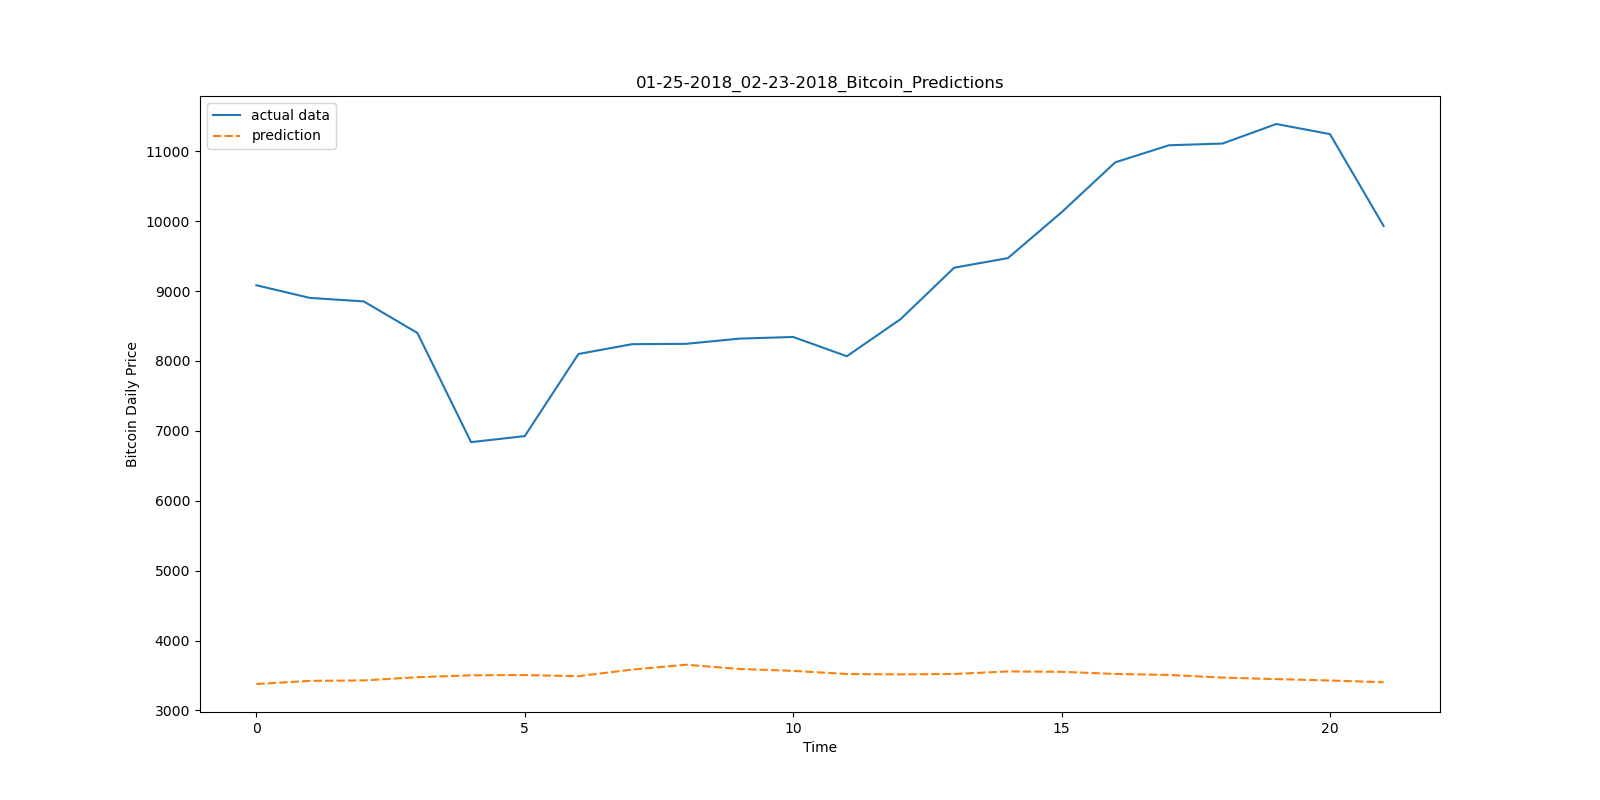 01-25-2018_02-23-2018_Bitcoin_Predictions
actual data
prediction
11000
10000
9000
8000
7000
6000
5000
4000
3000
Bitcoin Daily Price
0 5 10 15 20
Time